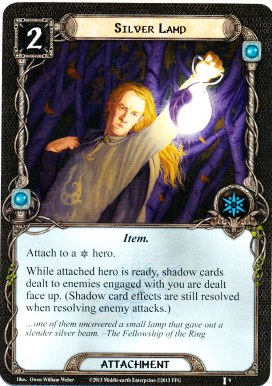 2
SILVER LAMP
Item.
Attach to a hero.
While attached hero is ready, shadow cards
dealt to enemies engaged with you are dealt
face up. (Shadow card effects are still resolved
when resolving enemy attacks.)
...one of them uncovered a small lamp that gave out a
slender silver beam. –The Fellowship of the Ring
Illus. Owen William Weber
1
ATTACHMENT
©2013 Middle-earth Enterprises ©2013 FFG